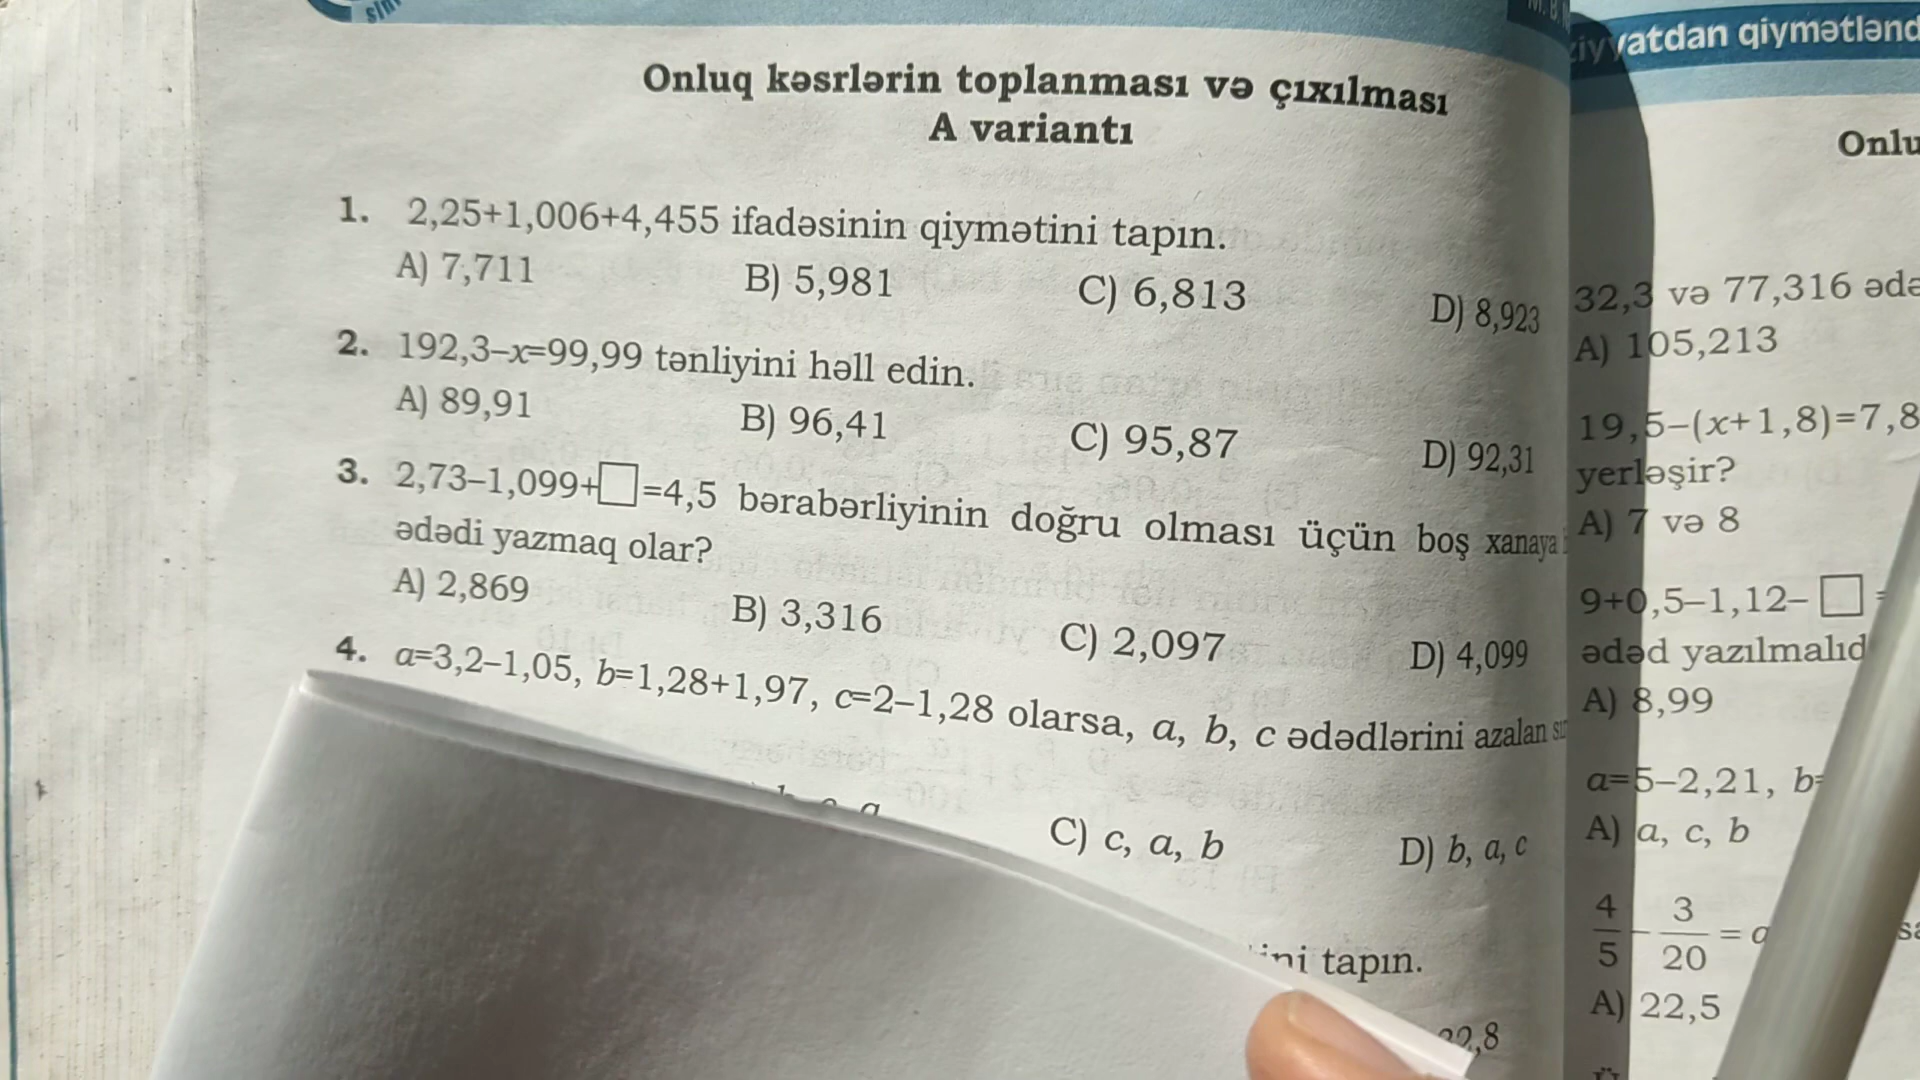 Onluq kəsrlərin toplanması və çıxılması
A variantı
1. 2,25+1,006+4,455 ifadəsinin qiymətini tapın.
A) 7,711 B) 5,981 C) 6,813 D) 8,923
2. 192,3–x=99,99 tənliyini həll edin.
A) 89,91 B) 96,41 C) 95,87 D) 92,31
3. 2,73–1,099+□=4,5 bərabərliyinin doğru olması üçün boş xanaya
ədədi yazmaq olar?
A) 2,869 B) 3,316 C) 2,097 D) 4,099
4. a=3,2–1,05, b=1,28+1,97, c=2–1,28 olarsa, a, b, c ədədlərini azalan
C) c, a, b D) b, a, c
tapın.
qiymətlənd
Onlu
32,3 və 77,316 ədə
A) 105,213
19,5–(x+1,8)=7,8
yerləşir?
A) 7 və 8
9+0,5–1,12– □ =
ədəd yazılmalıd
A) 8,99
a=5–2,21, b=
A) a, c, b
4/5 – 3/20 = a
A) 22,5